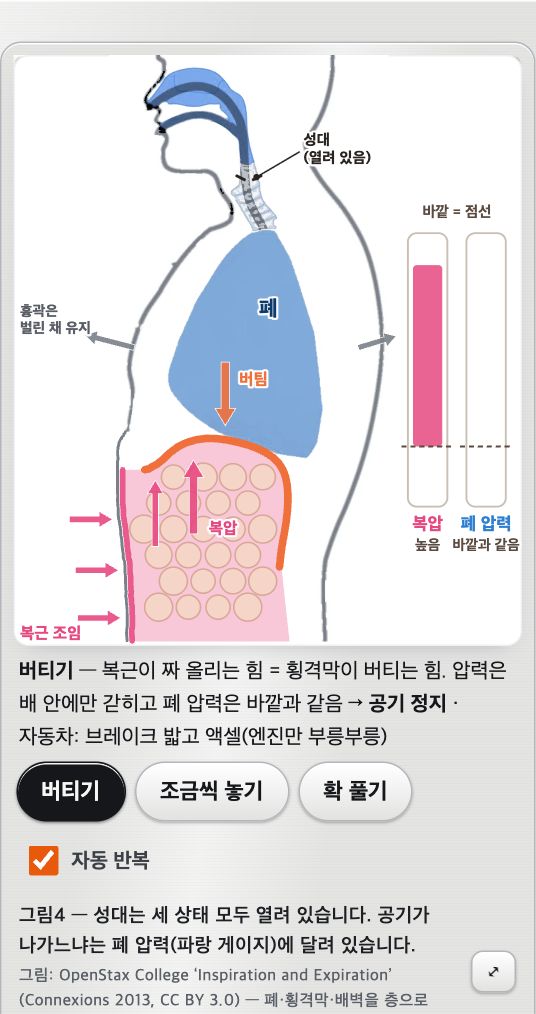 성대
(열려 있음)
바깥 = 점선
폐
흉곽은
벌린 채 유지
버팀
복압
복근 조임
복압
높음
폐 압력
바깥과 같음
버티기 — 복근이 짜 올리는 힘 = 횡격막이 버티는 힘. 압력은
배 안에만 갇히고 폐 압력은 바깥과 같음 → 공기 정지 ·
자동차: 브레이크 밟고 액셀(엔진만 부릉부릉)
버티기
조금씩 놓기
확 풀기
자동 반복
그림4 — 성대는 세 상태 모두 열려 있습니다. 공기가
나가느냐는 폐 압력(파랑 게이지)에 달려 있습니다.
그림: OpenStax College ‘Inspiration and Expiration’
(Connexions 2013, CC BY 3.0) — 폐·횡격막·배벽을 층으로